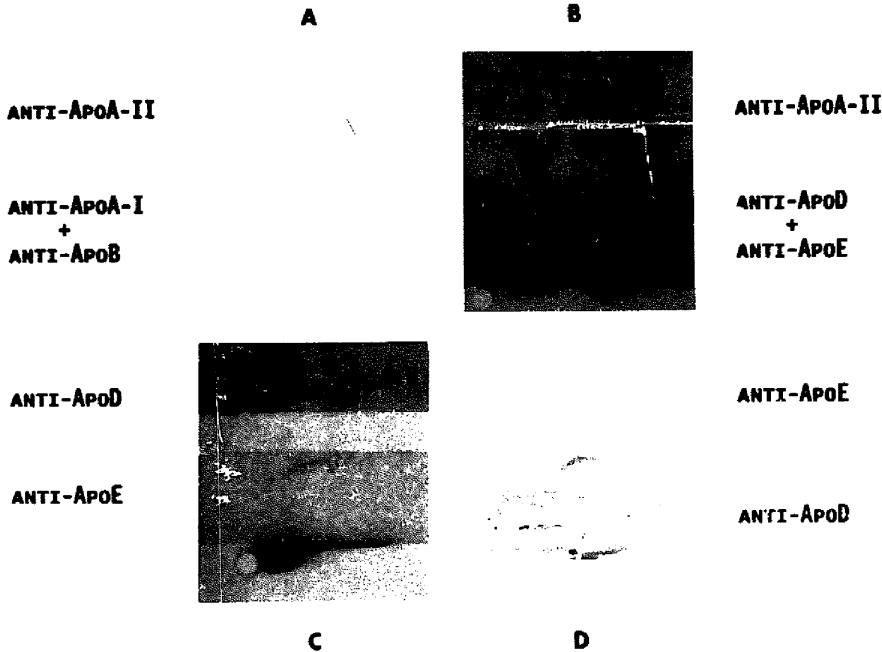 A
B
ANTI-APOA-II
ANTI-APOA-I
+
ANTI-APOB
ANTI-APOA-II
ANTI-APOD
+
ANTI-APOE
ANTI-APOD
ANTI-APOE
ANTI-APOE
ANTI-APOD
C
D